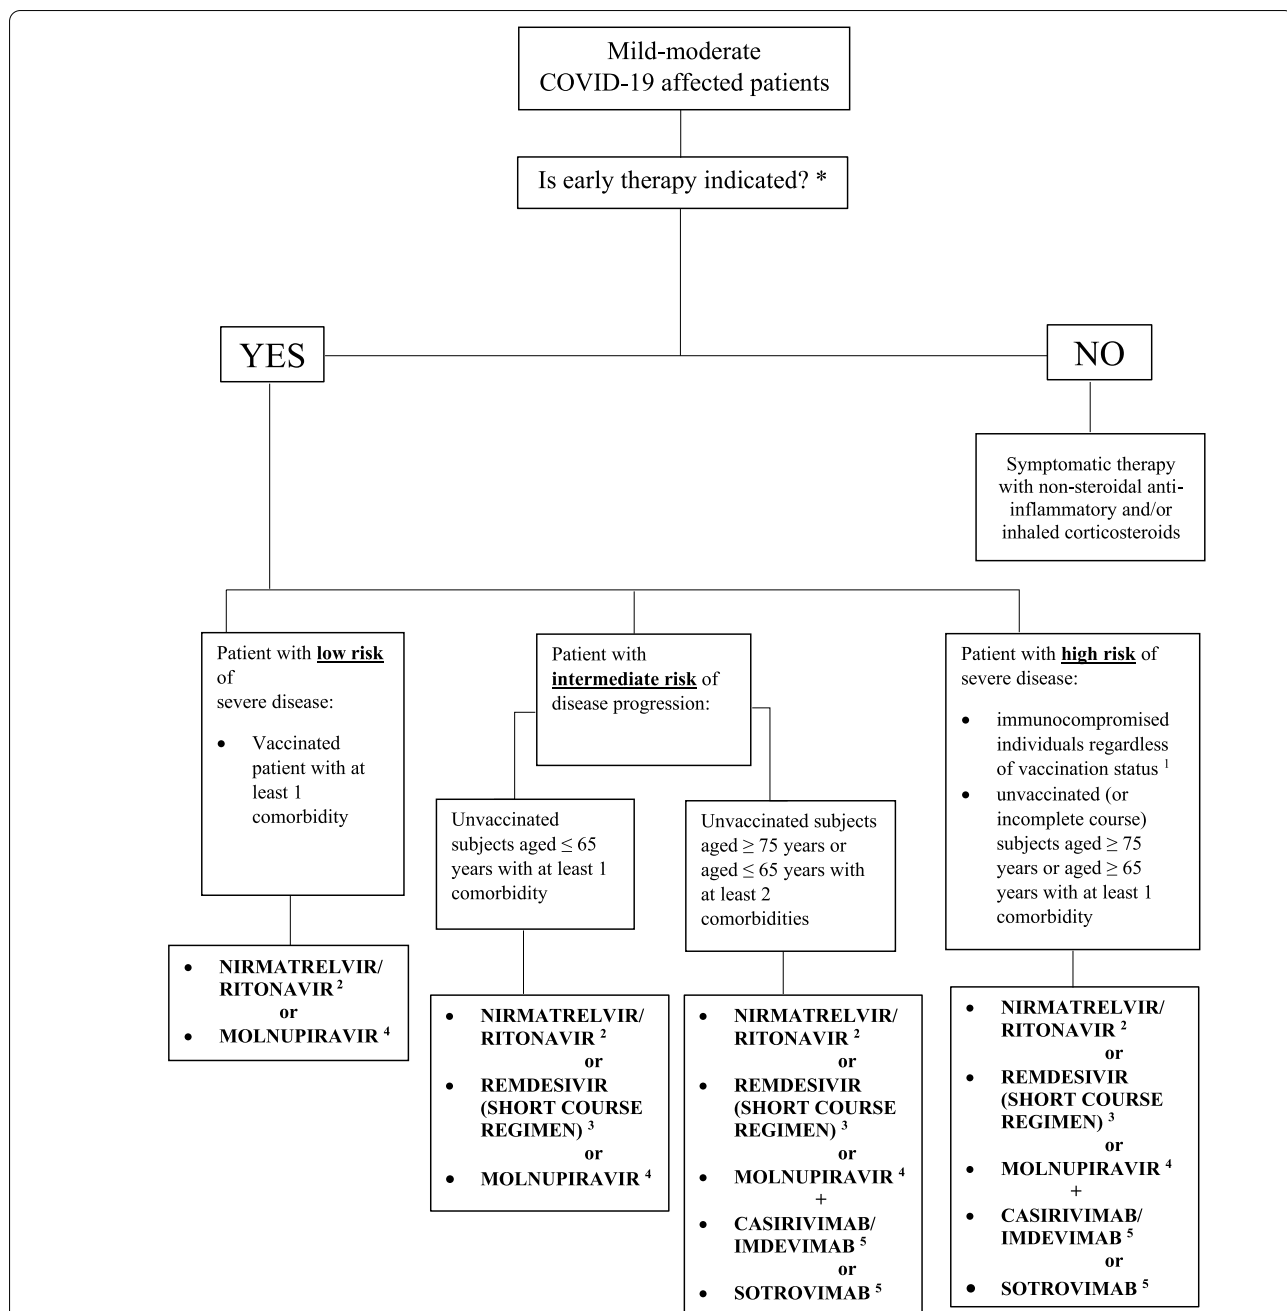 Mild-moderate
COVID-19 affected patients
Is early therapy indicated? *
YES
NO
Symptomatic therapy
with non-steroidal anti-
inflammatory and/or
inhaled corticosteroids
Patient with low risk
of
severe disease:
• Vaccinated
patient with at
least 1
comorbidity
Patient with
intermediate risk of
disease progression:
Patient with high risk of
severe disease:
• immunocompromised
individuals regardless
of vaccination status 1
• unvaccinated (or
incomplete course)
subjects aged ≥ 75
years or aged ≥ 65
years with at least 1
comorbidity
Unvaccinated
subjects aged ≤ 65
years with at least 1
comorbidity
Unvaccinated subjects
aged ≥ 75 years or
aged ≤ 65 years with
at least 2
comorbidities
• NIRMATRELVIR/
RITONAVIR 2
or
• MOLNUPIRAVIR 4
• NIRMATRELVIR/
RITONAVIR 2
or
• REMDESIVIR
(SHORT COURSE
REGIMEN) 3
or
• MOLNUPIRAVIR 4
• NIRMATRELVIR/
RITONAVIR 2
or
• REMDESIVIR
(SHORT COURSE
REGIMEN) 3
or
• MOLNUPIRAVIR 4
+
• CASIRIVIMAB/
IMDEVIMAB 5
or
• SOTROVIMAB 5
• NIRMATRELVIR/
RITONAVIR 2
or
• REMDESIVIR
(SHORT COURSE
REGIMEN) 3
or
• MOLNUPIRAVIR 4
+
• CASIRIVIMAB/
IMDEVIMAB 5
or
• SOTROVIMAB 5